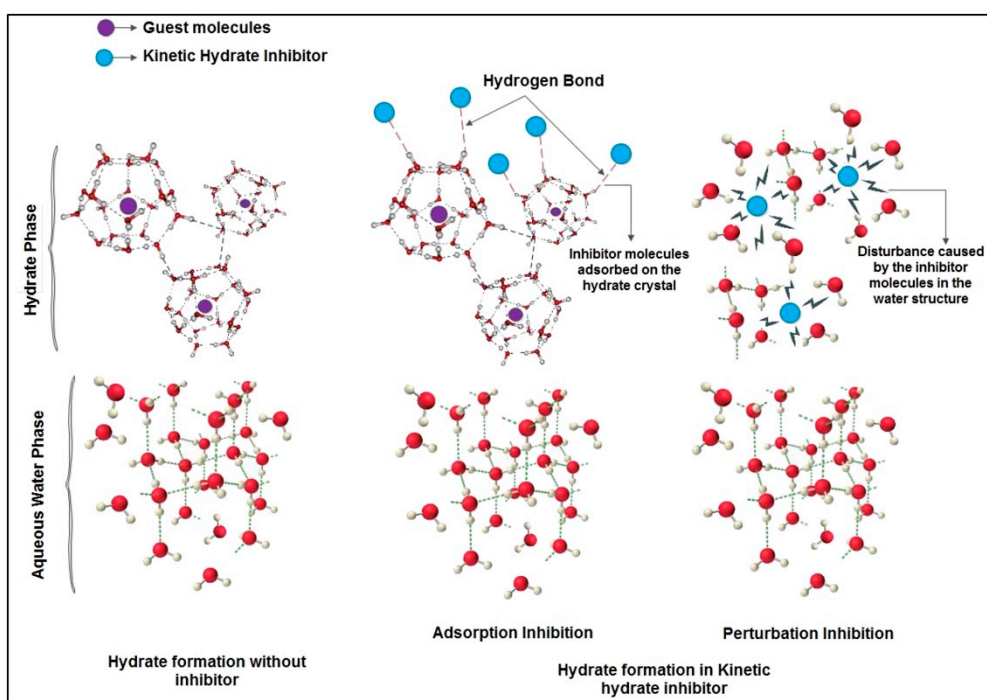 Guest molecules
Kinetic Hydrate Inhibitor
Hydrogen Bond
Hydrate Phase
Inhibitor molecules
adsorbed on the
hydrate crystal
Disturbance caused
by the inhibitor
molecules in the
water structure
Aqueous Water Phase
Adsorption Inhibition
Perturbation Inhibition
Hydrate formation without
inhibitor
Hydrate formation in Kinetic
hydrate inhibitor